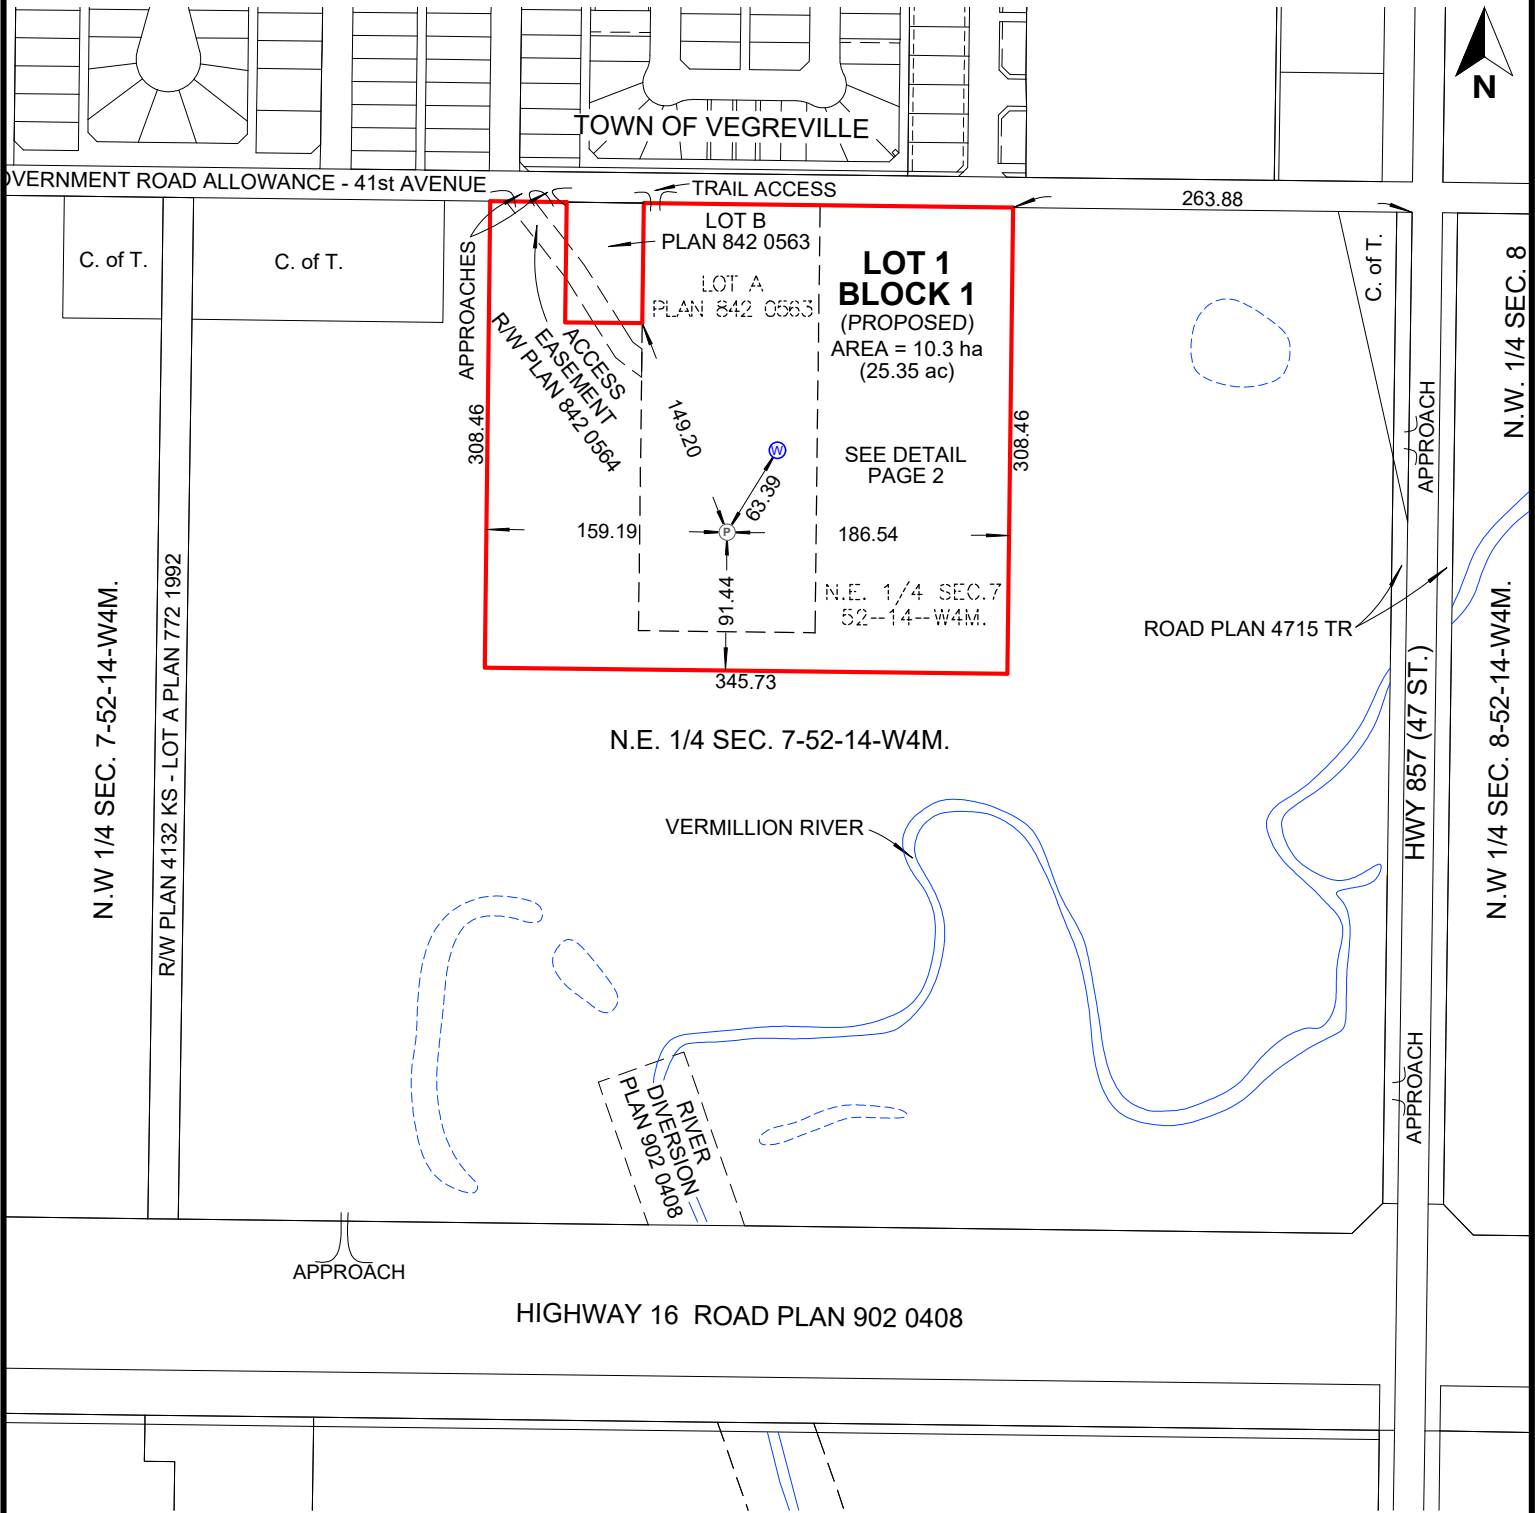 N
TOWN OF VEGREVILLE
OVERNMENT ROAD ALLOWANCE - 41st AVENUE
TRAIL ACCESS
263.88
LOT B
PLAN 842 0563
C. of T.
C. of T.
C. of T.
APPROACHES
LOT A
PLAN 842 0563
LOT 1
BLOCK 1
(PROPOSED)
AREA = 10.3 ha
(25.35 ac)
ACCESS
EASEMENT
R/W PLAN 842 0564
N.W. 1/4 SEC. 8
APPROACH
308.46
149.20
308.46
W
SEE DETAIL
PAGE 2
63.39
159.19
P
186.54
91.44
N.E. 1/4 SEC.7
52--14--W4M.
345.73
ROAD PLAN 4715 TR
N.W 1/4 SEC. 7-52-14-W4M.
R/W PLAN 4132 KS - LOT A PLAN 772 1992
N.E. 1/4 SEC. 7-52-14-W4M.
HWY 857 (47 ST.)
N.W 1/4 SEC. 8-52-14-W4M.
VERMILLION RIVER
RIVER
DIVERSION
PLAN 902 0408
APPROACH
APPROACH
HIGHWAY 16 ROAD PLAN 902 0408